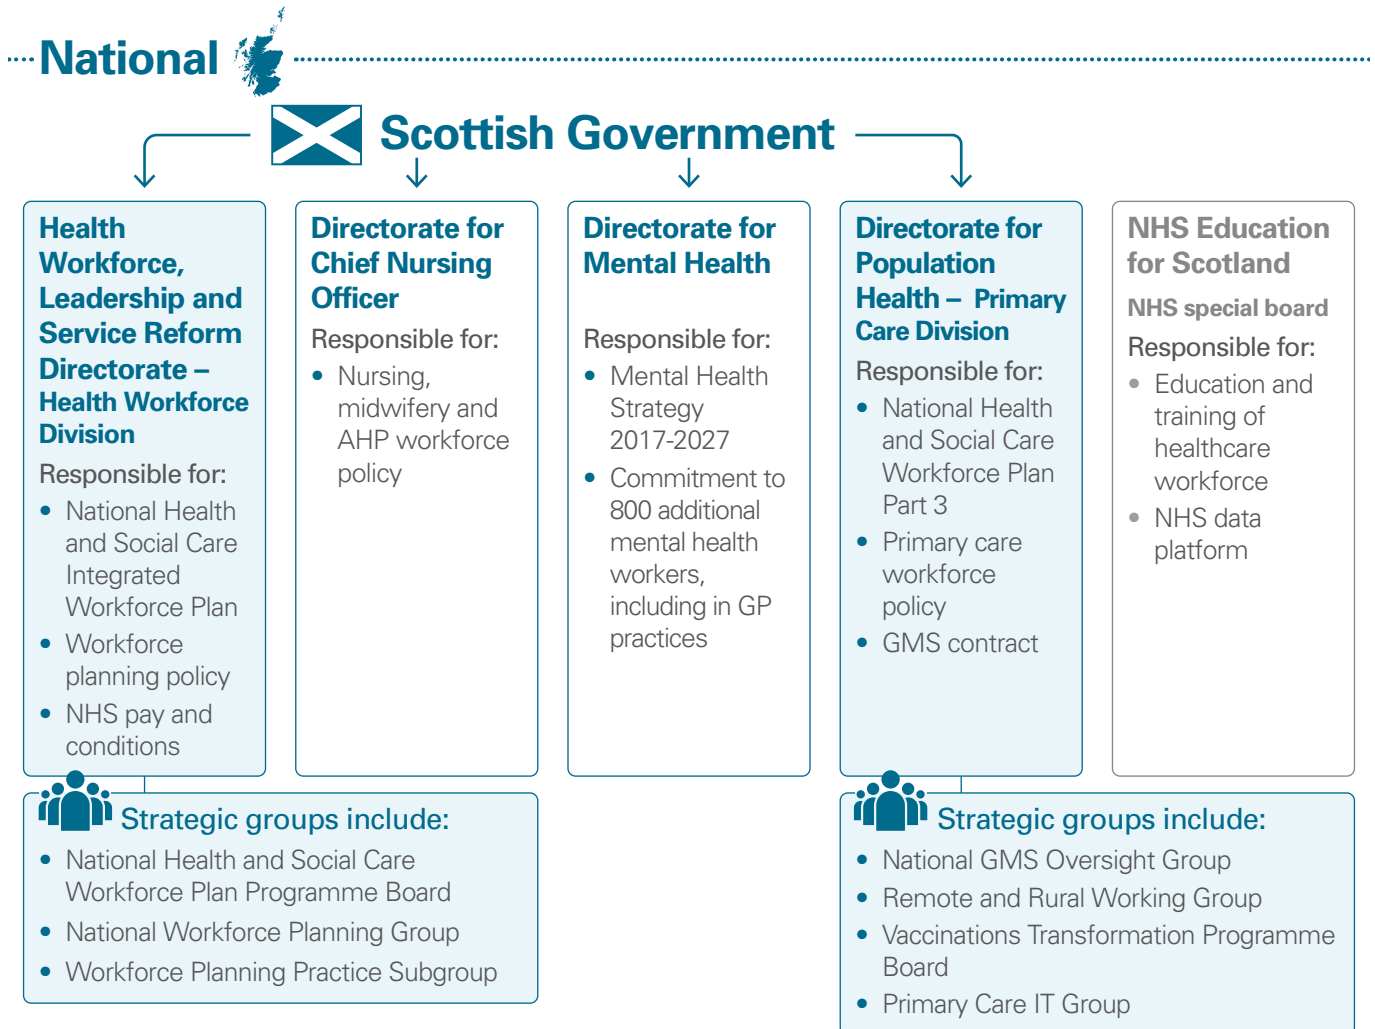 National
Scottish Government
Health
Workforce,
Leadership and
Service Reform
Directorate –
Health Workforce
Division
Responsible for:
• National Health
and Social Care
Integrated
Workforce Plan
• Workforce
planning policy
• NHS pay and
conditions
Directorate for
Chief Nursing
Officer
Responsible for:
• Nursing,
midwifery and
AHP workforce
policy
Directorate for
Mental Health
Responsible for:
• Mental Health
Strategy
2017-2027
• Commitment to
800 additional
mental health
workers,
including in GP
practices
Directorate for
Population
Health – Primary
Care Division
Responsible for:
• National Health
and Social Care
Workforce Plan
Part 3
• Primary care
workforce
policy
• GMS contract
NHS Education
for Scotland
NHS special board
Responsible for:
• Education and
training of
healthcare
workforce
• NHS data
platform
Strategic groups include:
• National Health and Social Care
Workforce Plan Programme Board
• National Workforce Planning Group
• Workforce Planning Practice Subgroup
Strategic groups include:
• National GMS Oversight Group
• Remote and Rural Working Group
• Vaccinations Transformation Programme
Board
• Primary Care IT Group